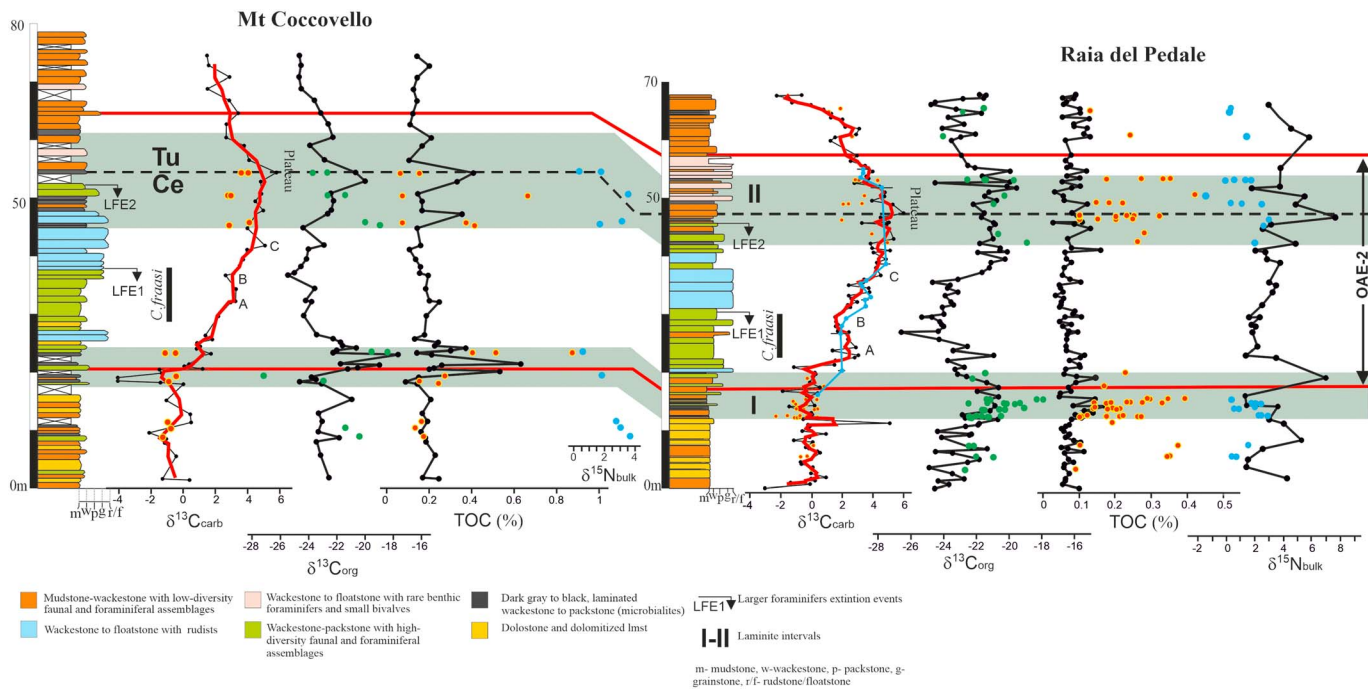 Mt Coccovello
Raia del Pedale
80
50
0m
Tu
Ce
Plateau
LFE2
LFE1
C.fraasi
C
B
A
mwpgr/f
-4 -2 0 2 4 6
δ13Ccarb
-28 -26 -24 -22 -20 -18 -16
δ13Corg
0 0.2 0.4 0.6 0.8 1
TOC (%)
0 2 4
δ15Nbulk
70
50
0m
II
I
Plateau
LFE2
LFE1
C.fraasi
C
B
A
OAE-2
mwpgr/f
-4 -2 0 2 4 6
δ13Ccarb
-28 -26 -24 -22 -20 -18 -16
δ13Corg
0 0.1 0.2 0.3 0.4 0.5
TOC (%)
-2 0 2 4 6 8
δ15Nbulk
Mudstone-wackestone with low-diversity
faunal and foraminiferal assemblages
Wackestone to floatstone with rudists
Wackestone to floatstone with rare benthic
foraminifers and small bivalves
Wackestone-packstone with high-
diversity faunal and foraminiferal
assemblages
Dark gray to black, laminated
wackestone to packstone (microbialites)
Dolostone and dolomitized lmst
LFE1 Larger foraminifers extintion events
I-II Laminite intervals
m- mudstone, w-wackestone, p- packstone, g-
grainstone, r/f- rudstone/floatstone